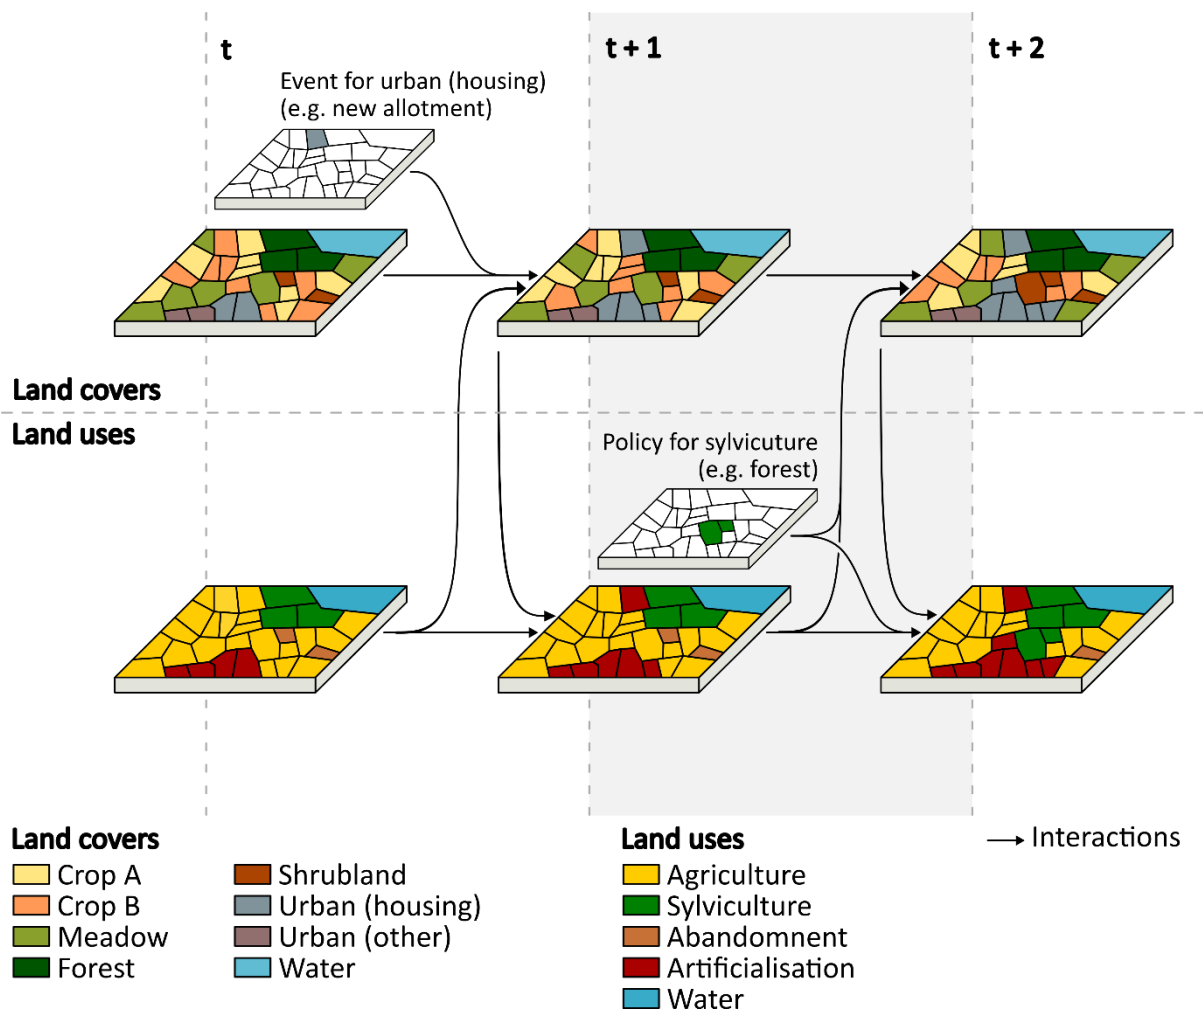 t
t + 1
t + 2
Event for urban (housing)
(e.g. new allotment)
Land covers
Land uses
Policy for sylvicuture
(e.g. forest)
Land covers
Crop A
Crop B
Meadow
Forest
Shrubland
Urban (housing)
Urban (other)
Water
Land uses
Agriculture
Sylviculture
Abandomnent
Artificialisation
Water
Interactions